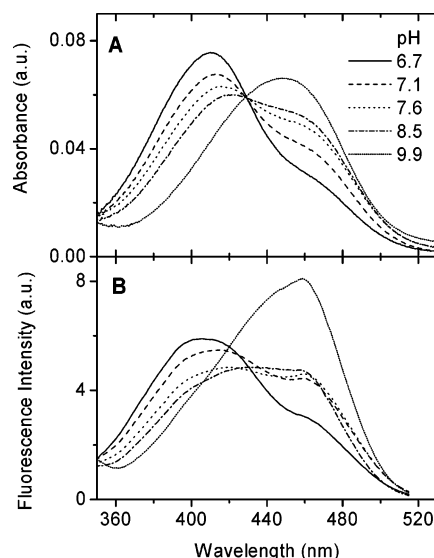 A
pH
6.7
7.1
7.6
8.5
9.9
0.08
0.04
0.00
Absorbance (a.u.)
B
8
4
0
Fluorescence Intensity (a.u.)
360 400 440 480 520
Wavelength (nm)